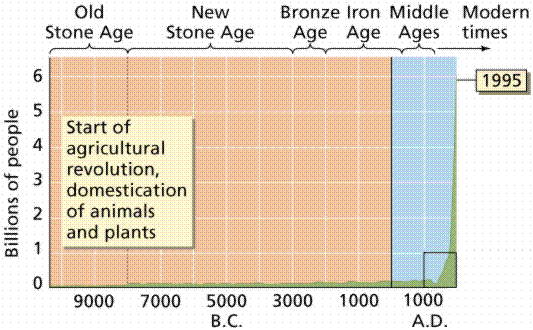 Old
Stone Age
New
Stone Age
Bronze
Age
Iron
Age
Middle
Ages
Modern
times
1995
Billions of people
6
5
4
3
2
1
0
Start of
agricultural
revolution,
domestication
of animals
and plants
9000 7000 5000 3000 1000 1000
B.C. A.D.